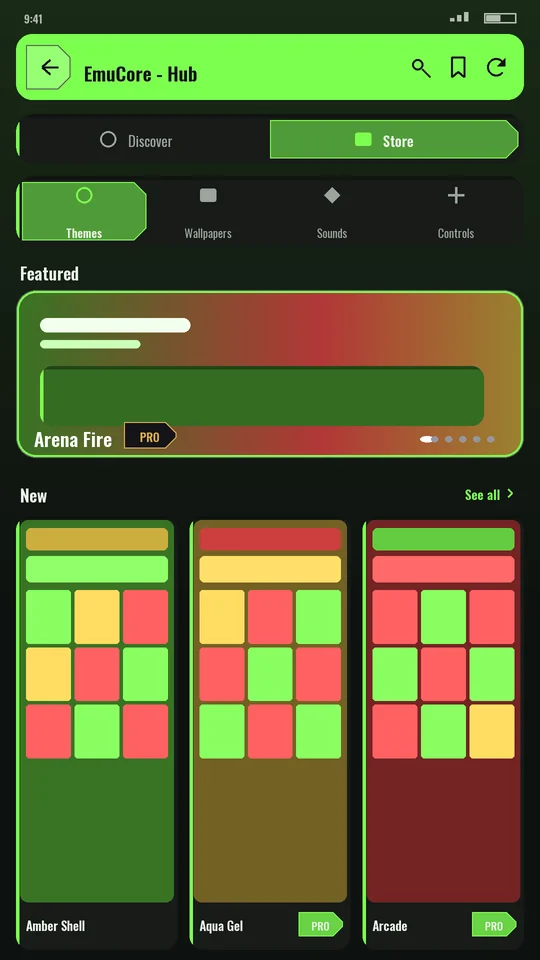 9:41
EmuCore - Hub
Discover
Store
Themes
Wallpapers
Sounds
Controls
Featured
Arena Fire
PRO
New
See all
Amber Shell
Aqua Gel
PRO
Arcade
PRO